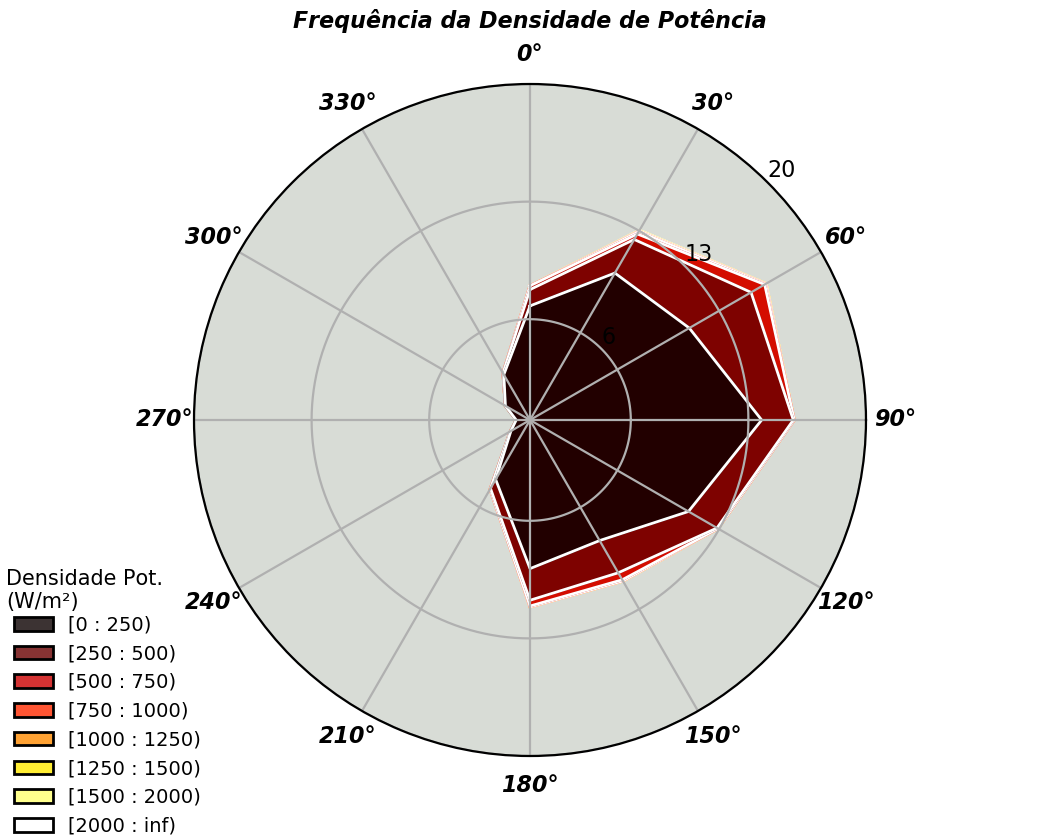 Frequência da Densidade de Potência
0°
330°
30°
20
300°
60°
13
6
270°
90°
240°
120°
210°
150°
180°
Densidade Pot.
(W/m²)
[0 : 250)
[250 : 500)
[500 : 750)
[750 : 1000)
[1000 : 1250)
[1250 : 1500)
[1500 : 2000)
[2000 : inf)